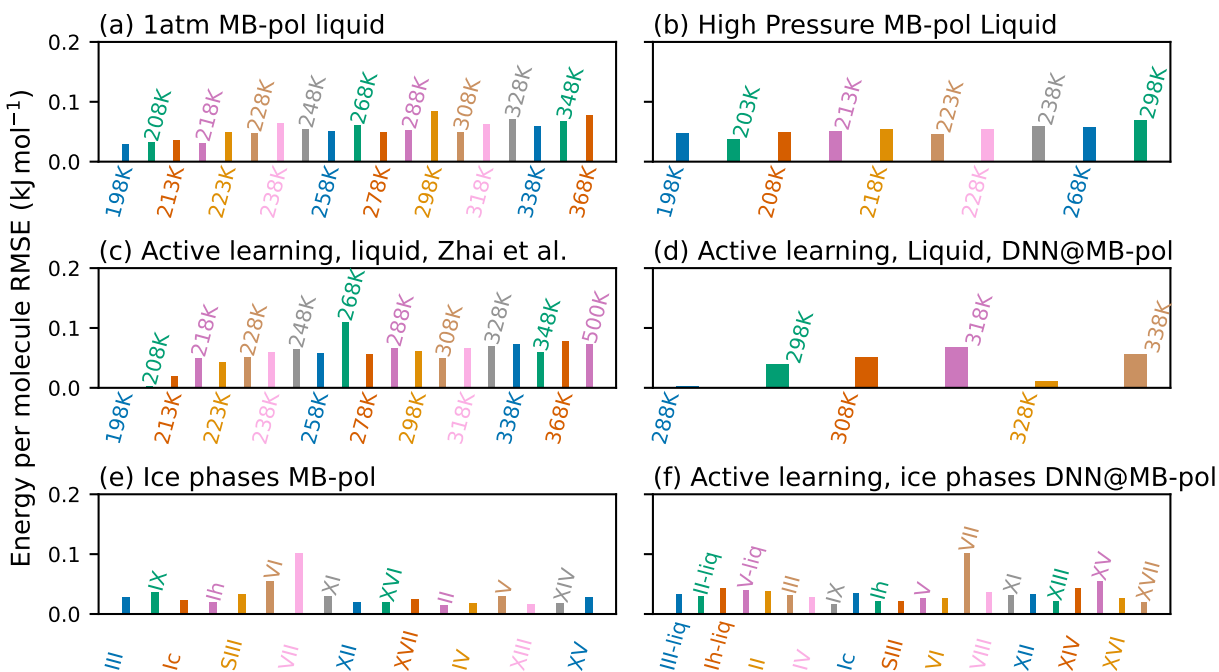 Energy per molecule RMSE (kJ mol⁻¹)
(a) 1atm MB-pol liquid
0.2
0.1
0.0
208K 218K 228K 248K 268K 288K 308K 328K 348K
198K 213K 223K 238K 258K 278K 298K 318K 338K 368K
(b) High Pressure MB-pol Liquid
203K 213K 223K 238K 298K
198K 208K 218K 228K 268K
(c) Active learning, liquid, Zhai et al.
0.2
0.1
0.0
208K 218K 228K 248K 268K 288K 308K 328K 348K 500K
198K 213K 223K 238K 258K 278K 298K 318K 338K 368K
(d) Active learning, Liquid, DNN@MB-pol
298K 318K 338K
288K 308K 328K
(e) Ice phases MB-pol
0.2
0.1
0.0
IX Ih VI XI XVI II V XIV
III Ic SIII VII XII XVII IV XIII XV
(f) Active learning, ice phases DNN@MB-pol
II-liq V-liq III IX Ih V VII XI XIII XV XVII
III-liq Ih-liq II IV Ic SIII VI VIII XII XIV XVI